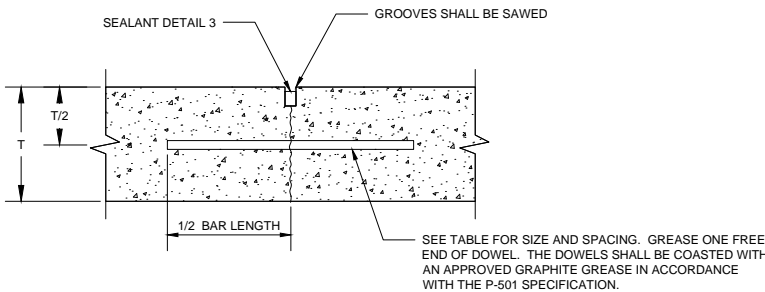 SEALANT DETAIL 3
GROOVES SHALL BE SAWED
T/2
T
1/2 BAR LENGTH
SEE TABLE FOR SIZE AND SPACING. GREASE ONE FREE
END OF DOWEL. THE DOWELS SHALL BE COASTED WITH
AN APPROVED GRAPHITE GREASE IN ACCORDANCE
WITH THE P-501 SPECIFICATION.